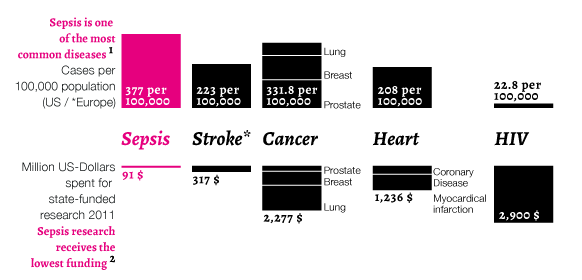 Sepsis is one
of the most
common diseases 1
Cases per
100,000 population
(US / *Europe)
377 per
100,000
223 per
100,000
331.8 per
100,000
Lung
Breast
Prostate
208 per
100,000
22.8 per
100,000
Sepsis
Stroke*
Cancer
Heart
HIV
Million US-Dollars
spent for
state-funded
research 2011
Sepsis research
receives the
lowest funding 2
91 $
317 $
Prostate
Breast
Lung
2,277 $
Coronary
Disease
Myocardical
infarction
1,236 $
2,900 $